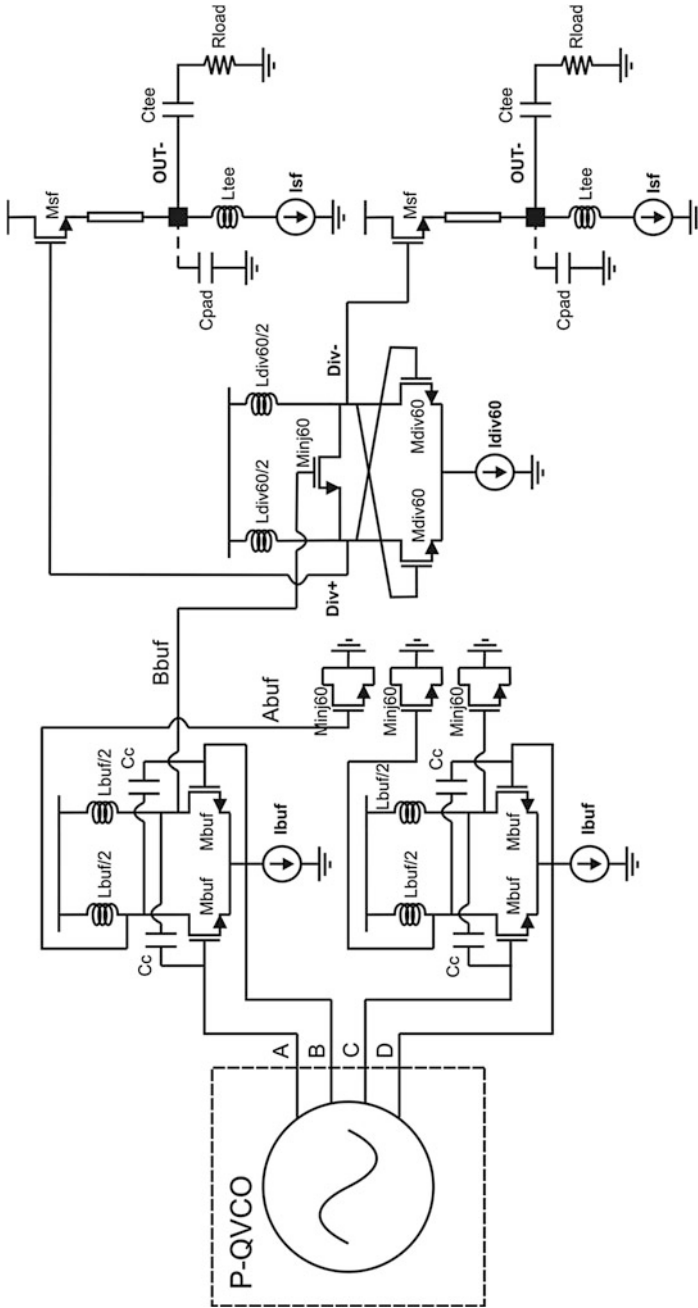 P-QVCO
A
B
C
D
Lbuf/2
Lbuf/2
Cc
Cc
Mbuf
Mbuf
Ibuf
Lbuf/2
Lbuf/2
Cc
Cc
Mbuf
Mbuf
Ibuf
Bbuf
Abuf
Minj60
Minj60
Minj60
Div+
Div-
Ldiv60/2
Ldiv60/2
Minj60
Mdiv60
Mdiv60
Idiv60
Msf
OUT-
Ctee
Rload
Cpad
Ltee
Isf
Msf
OUT-
Ctee
Rload
Cpad
Ltee
Isf